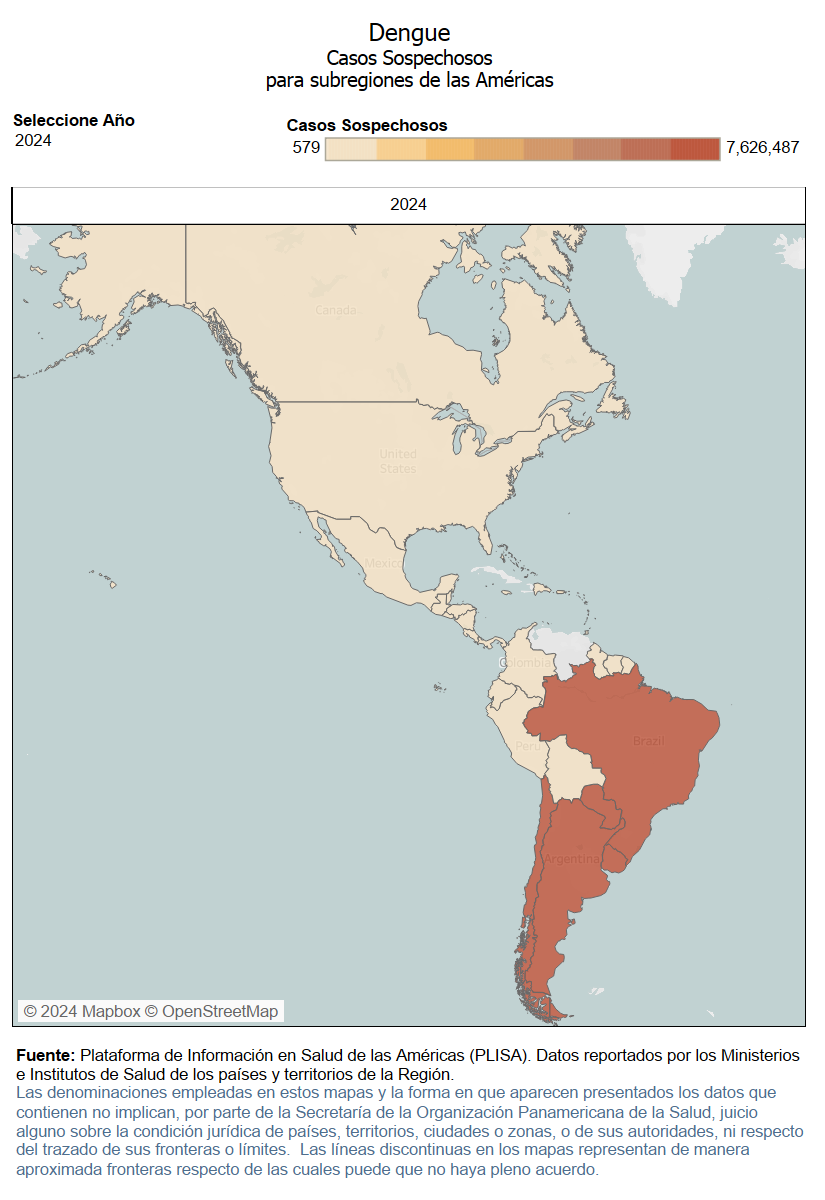 Dengue
Casos Sospechosos
para subregiones de las Américas
Seleccione Año
2024
Casos Sospechosos
579
7,626,487
2024
Canada
United
States
Mexico
Colombia
Peru
Brazil
Argentina
© 2024 Mapbox © OpenStreetMap
Fuente: Plataforma de Información en Salud de las Américas (PLISA). Datos reportados por los Ministerios
e Institutos de Salud de los países y territorios de la Región.
Las denominaciones empleadas en estos mapas y la forma en que aparecen presentados los datos que
contienen no implican, por parte de la Secretaría de la Organización Panamericana de la Salud, juicio
alguno sobre la condición jurídica de países, territorios, ciudades o zonas, o de sus autoridades, ni respecto
del trazado de sus fronteras o límites.  Las líneas discontinuas en los mapas representan de manera
aproximada fronteras respecto de las cuales puede que no haya pleno acuerdo.